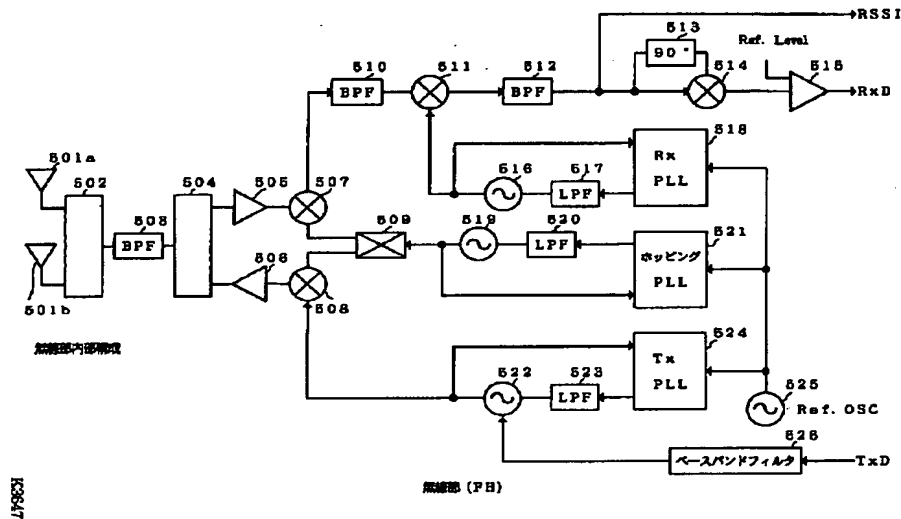 RSSI
513
90°
Ref. Level
510
511
512
514
515
BPF
BPF
RxD
518
501a
502
504
505
507
516
517
Rx
PLL
LPF
503
509
519
520
521
BPF
LPF
ホッピング
PLL
506
501b
508
524
無線部内部構成
522
523
Tx
PLL
LPF
525
Ref. OSC
526
ベースバンドフィルタ
TxD
無線部 (FH)
K3647